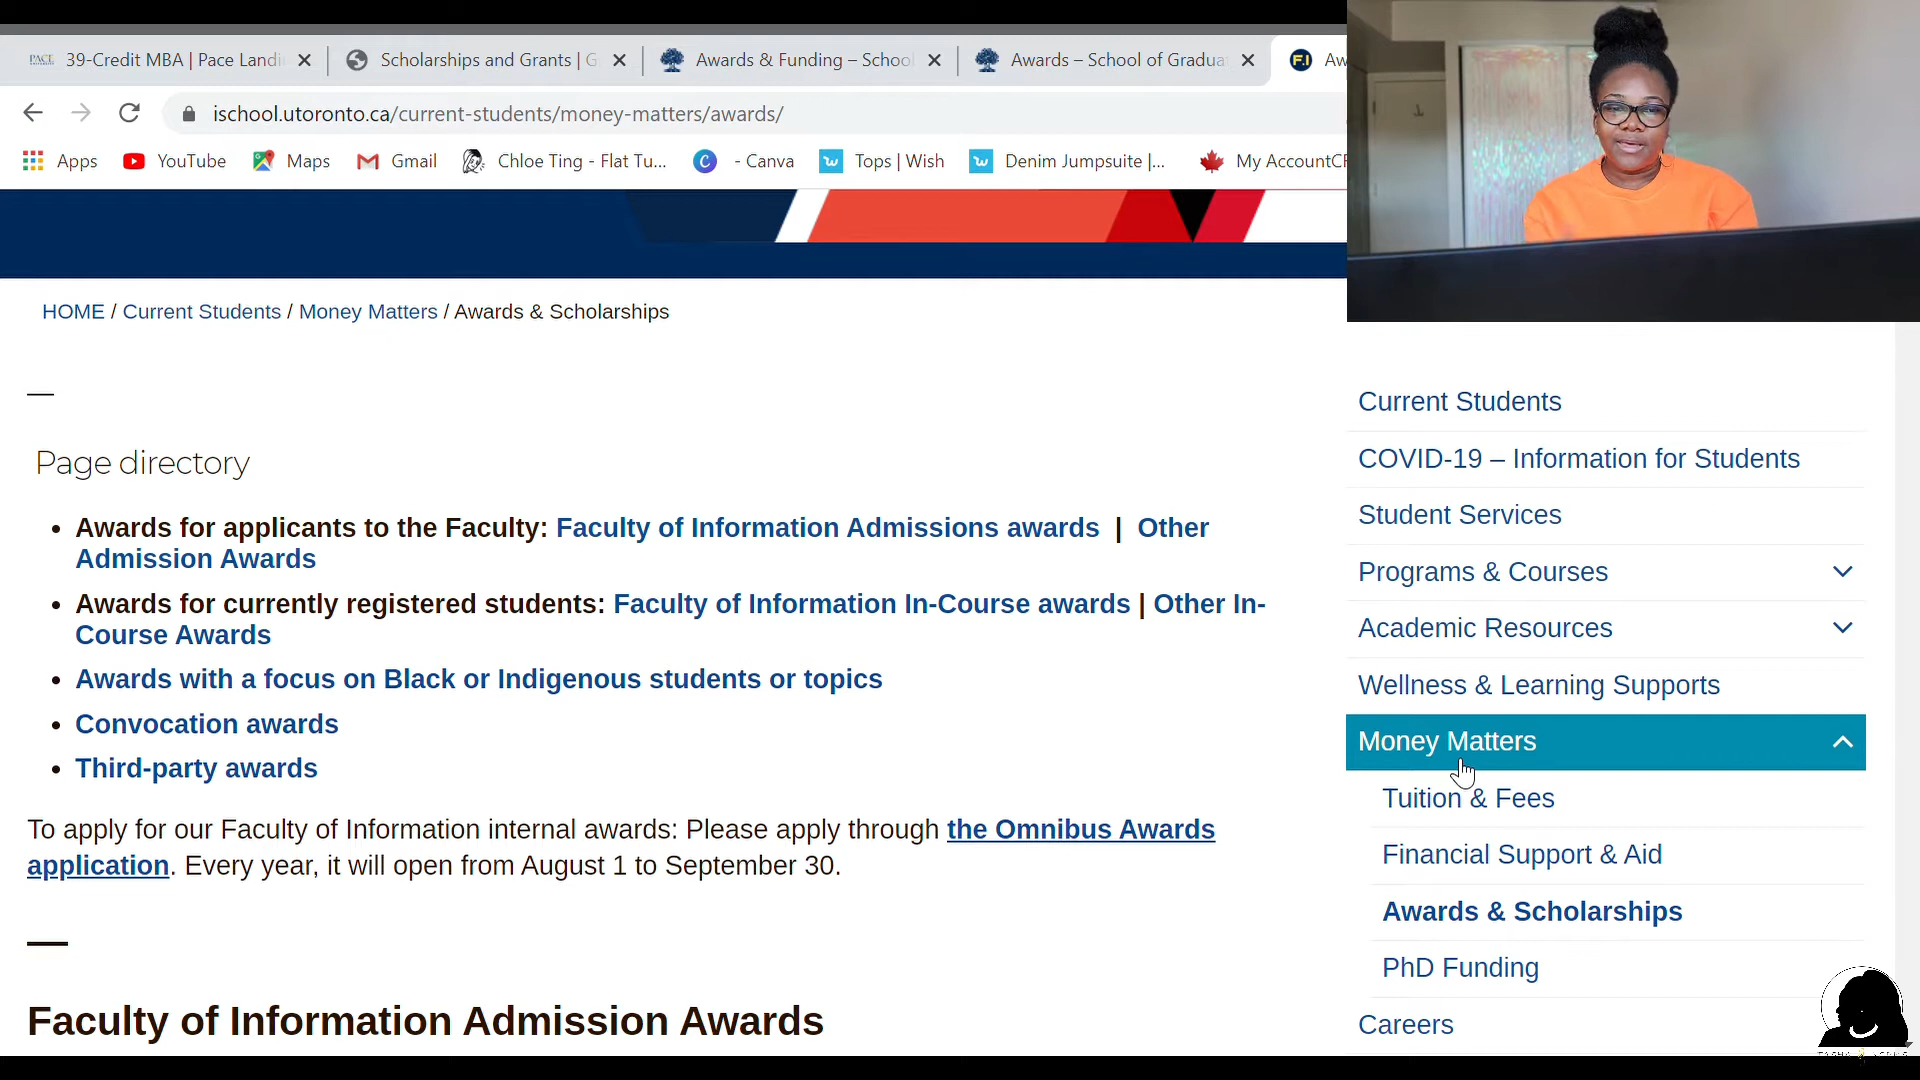 PACE 39-Credit MBA | Pace Landi
Scholarships and Grants | G
Awards & Funding – School
Awards – School of Gradua
F.I Aw
ischool.utoronto.ca/current-students/money-matters/awards/
Apps
YouTube
Maps
Gmail
Chloe Ting - Flat Tu...
C - Canva
Tops | Wish
Denim Jumpsuite |...
My AccountCF
HOME / Current Students / Money Matters / Awards & Scholarships
Page directory
• Awards for applicants to the Faculty: Faculty of Information Admissions awards | Other
Admission Awards
• Awards for currently registered students: Faculty of Information In-Course awards | Other In-
Course Awards
• Awards with a focus on Black or Indigenous students or topics
• Convocation awards
• Third-party awards
To apply for our Faculty of Information internal awards: Please apply through the Omnibus Awards
application. Every year, it will open from August 1 to September 30.
Faculty of Information Admission Awards
Current Students
COVID-19 – Information for Students
Student Services
Programs & Courses
Academic Resources
Wellness & Learning Supports
Money Matters
Tuition & Fees
Financial Support & Aid
Awards & Scholarships
PhD Funding
Careers